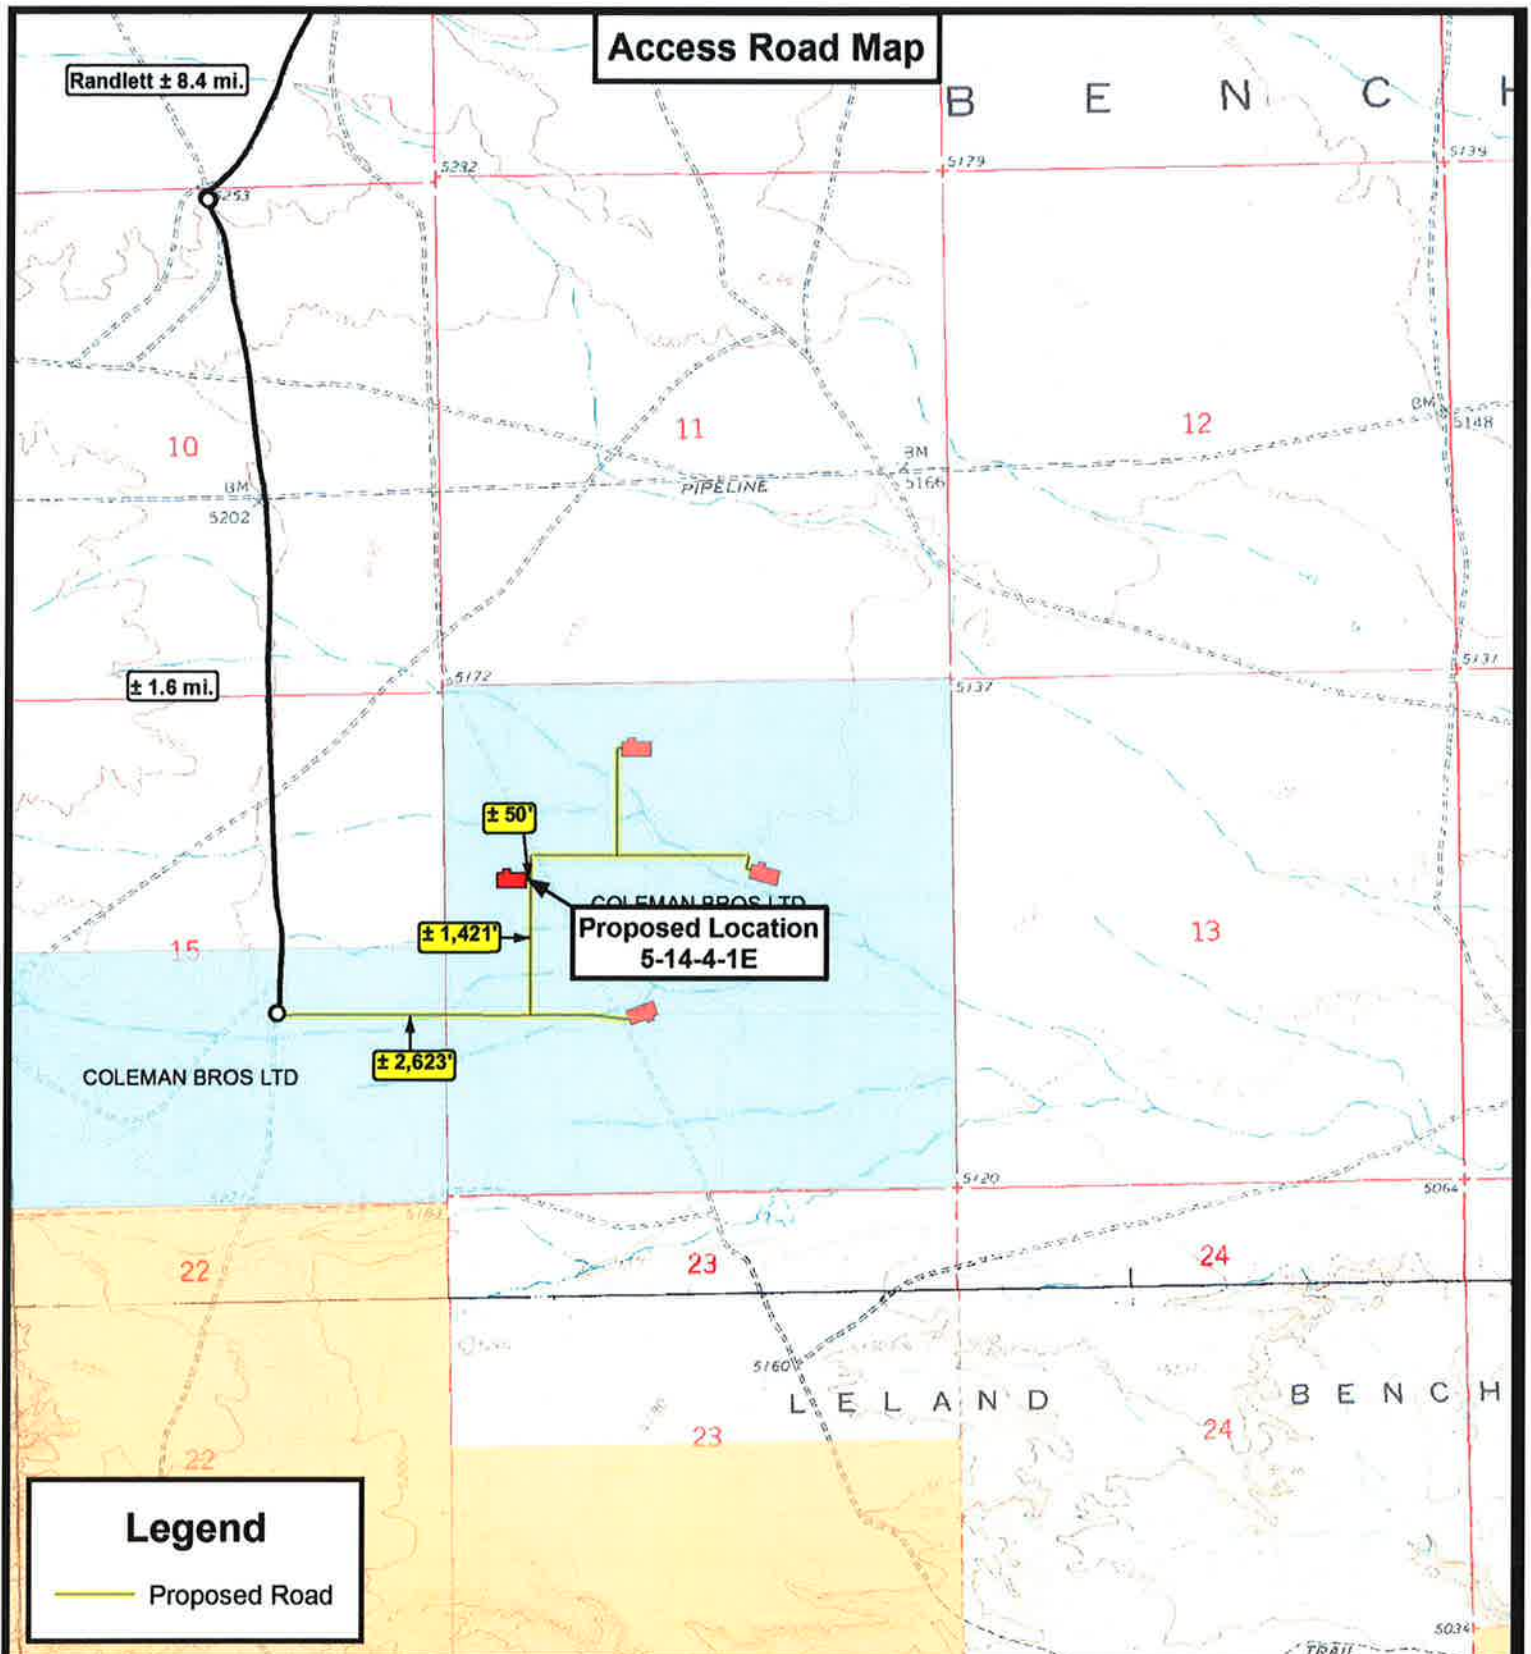 Access Road Map
Randlett ± 8.4 mi.
B E N C H
5232
5179
5139
5253
10
11
12
BM
5148
BM
5166
BM
5202
PIPELINE
± 1.6 mi.
5172
5137
5131
± 50'
COLEMAN BROS LTD
Proposed Location
5-14-4-1E
± 1,421'
15
13
± 2,623'
COLEMAN BROS LTD
5120
5064
22
23
24
5160
L E L A N D B E N C H
22
23
24
Legend
Proposed Road
5034
TRAIL